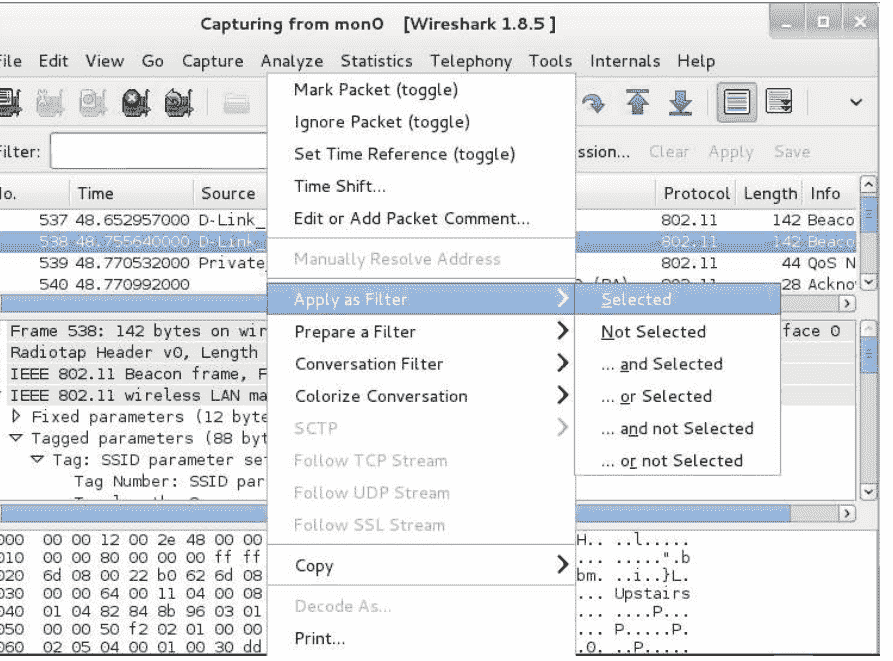 Capturing from mon0 [Wireshark 1.8.5 ]
File Edit View Go Capture Analyze Statistics Telephony Tools Internals Help
Filter: ssion... Clear Apply Save
No. Time Source Protocol Length Info
537 48.652957000 D-Link_ 802.11 142 Beaco
538 48.755640000 D-Link_ 802.11 142 Beaco
539 48.770532000 Private_ 802.11 44 QoS N
540 48.770992000 (RA) 802.11 28 Ackno
Mark Packet (toggle)
Ignore Packet (toggle)
Set Time Reference (toggle)
Time Shift...
Edit or Add Packet Comment...
Manually Resolve Address
Apply as Filter
Prepare a Filter
Conversation Filter
Colorize Conversation
SCTP
Follow TCP Stream
Follow UDP Stream
Follow SSL Stream
Copy
Decode As...
Print...
Selected
Not Selected
... and Selected
... or Selected
... and not Selected
... or not Selected
Frame 538: 142 bytes on wir face 0
Radiotap Header v0, Length
IEEE 802.11 Beacon frame, F
IEEE 802.11 wireless LAN ma
Fixed parameters (12 byte
Tagged parameters (88 byt
Tag: SSID parameter se
Tag Number: SSID par
000 00 00 12 00 2e 48 00 00 H.. ..l.....
010 00 00 80 00 00 00 ff ff ... .....".b
020 6d 08 00 22 b0 62 6d 08 bm. ..i..}L.
030 00 00 64 00 11 04 00 08 ... Upstairs
040 01 04 82 84 8b 96 03 01 ... ....P...
050 00 00 50 f2 02 01 00 00 ... P.....P.
060 02 05 04 00 01 00 30 dd .0. ..P.....